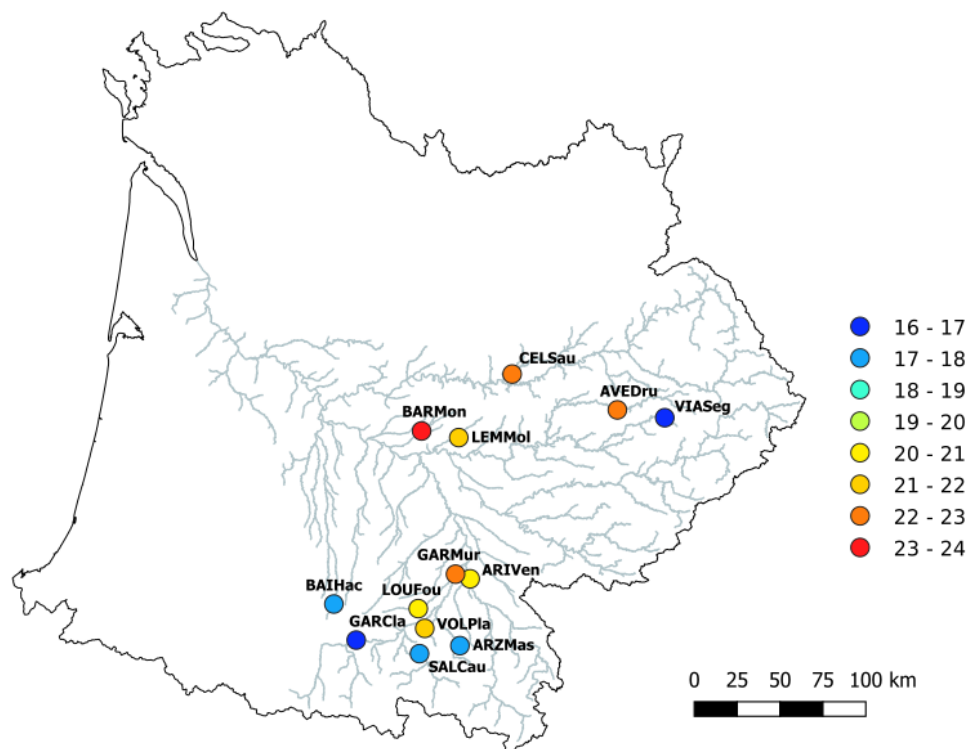 CELSau
AVEDru
VIASeg
BARMon
LEMMol
GARMur
ARIVen
BAIHac
LOUFou
GARCla
VOLPla
ARZMas
SALCau
16 - 17
17 - 18
18 - 19
19 - 20
20 - 21
21 - 22
22 - 23
23 - 24
0 25 50 75 100 km